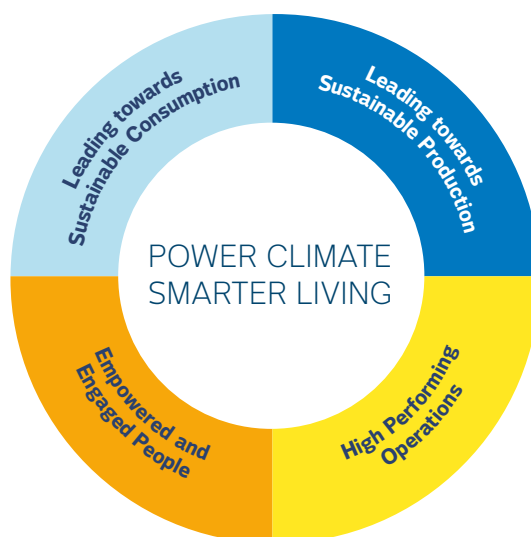 Leading towards
Sustainable Consumption
Leading towards
Sustainable Production
POWER CLIMATE
SMARTER LIVING
Empowered and
Engaged People
High Performing
Operations